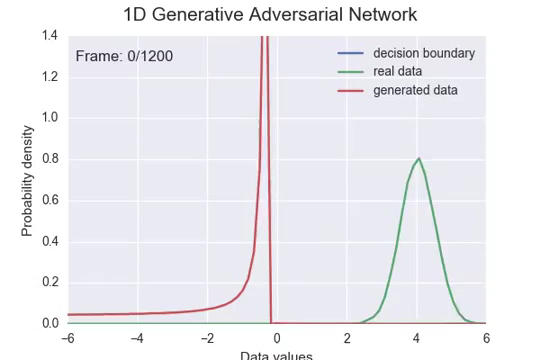 1D Generative Adversarial Network
Frame: 0/1200
decision boundary
real data
generated data
Probability density
1.4
1.2
1.0
0.8
0.6
0.4
0.2
0.0
−6
−4
−2
0
2
4
6
Data values